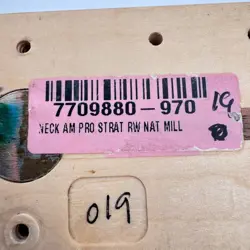 7709880-970
NECK AM PRO STRAT RW NAT MILL
19
019